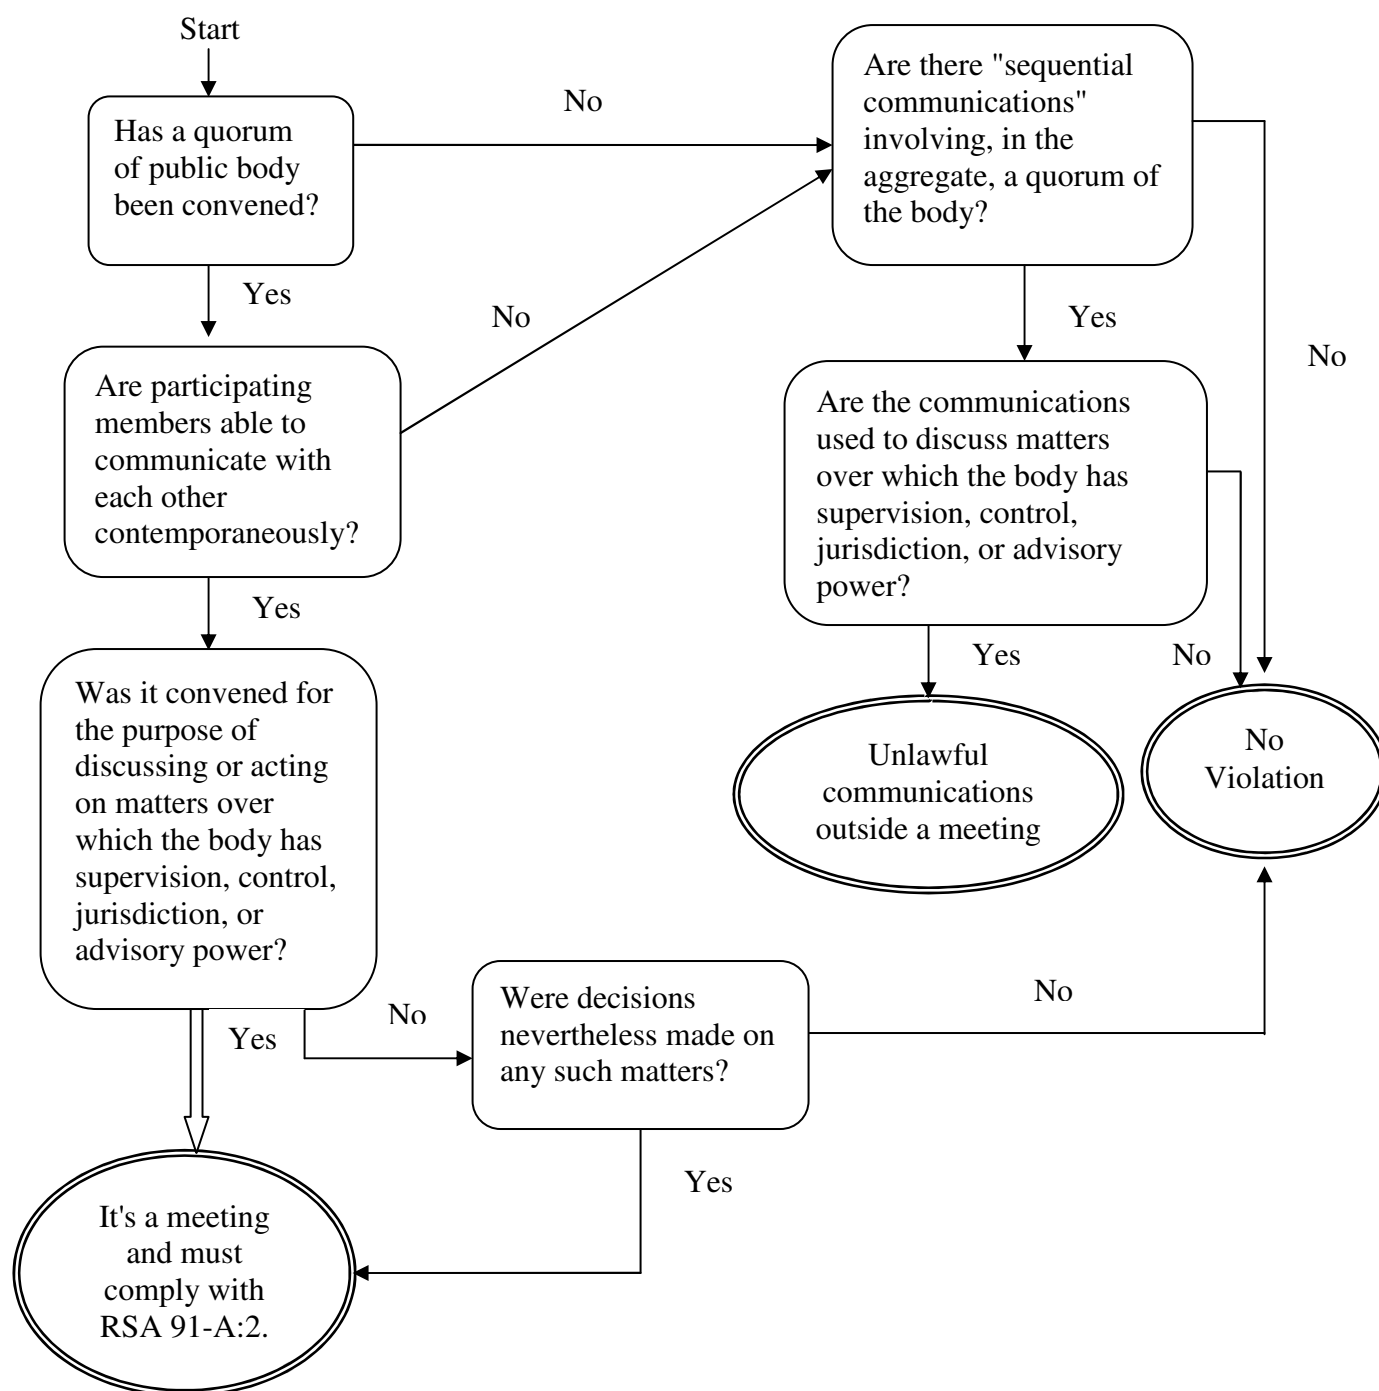 Start
Has a quorum
of public body
been convened?
No
Are there "sequential
communications"
involving, in the
aggregate, a quorum of
the body?
Yes
No
Yes
No
Are participating
members able to
communicate with
each other
contemporaneously?
Are the communications
used to discuss matters
over which the body has
supervision, control,
jurisdiction, or advisory
power?
Yes
Yes
No
Was it convened for
the purpose of
discussing or acting
on matters over
which the body has
supervision, control,
jurisdiction, or
advisory power?
Unlawful
communications
outside a meeting
No
Violation
Yes
No
Were decisions
nevertheless made on
any such matters?
No
Yes
It's a meeting
and must
comply with
RSA 91-A:2.